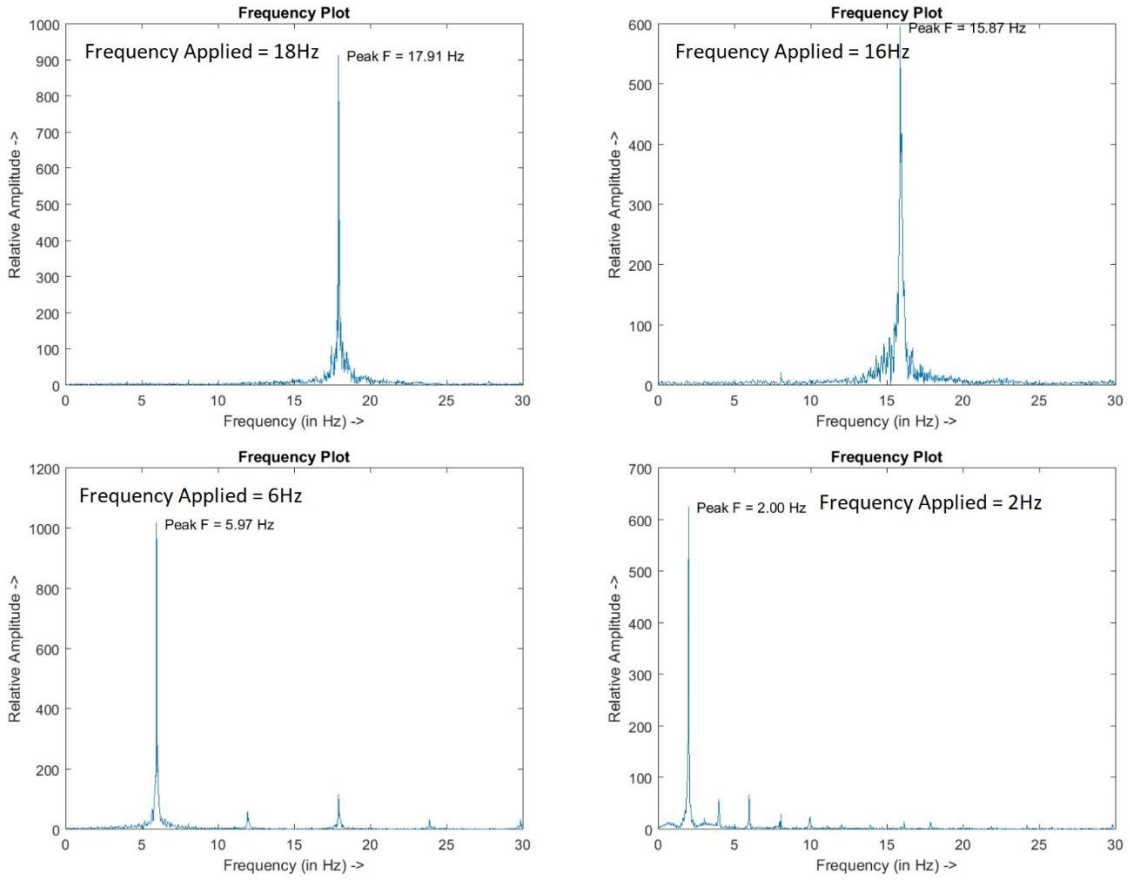 Frequency Plot
Frequency Applied = 18Hz
Peak F = 17.91 Hz
1000
900
800
700
600
500
400
300
200
100
0
Relative Amplitude ->
0 5 10 15 20 25 30
Frequency (in Hz) ->
Frequency Plot
Frequency Applied = 16Hz
Peak F = 15.87 Hz
600
500
400
300
200
100
0
Relative Amplitude ->
0 5 10 15 20 25 30
Frequency (in Hz) ->
Frequency Plot
Frequency Applied = 6Hz
Peak F = 5.97 Hz
1200
1000
800
600
400
200
0
Relative Amplitude ->
0 5 10 15 20 25 30
Frequency (in Hz) ->
Frequency Plot
Peak F = 2.00 Hz Frequency Applied = 2Hz
700
600
500
400
300
200
100
0
Relative Amplitude ->
0 5 10 15 20 25 30
Frequency (in Hz) ->